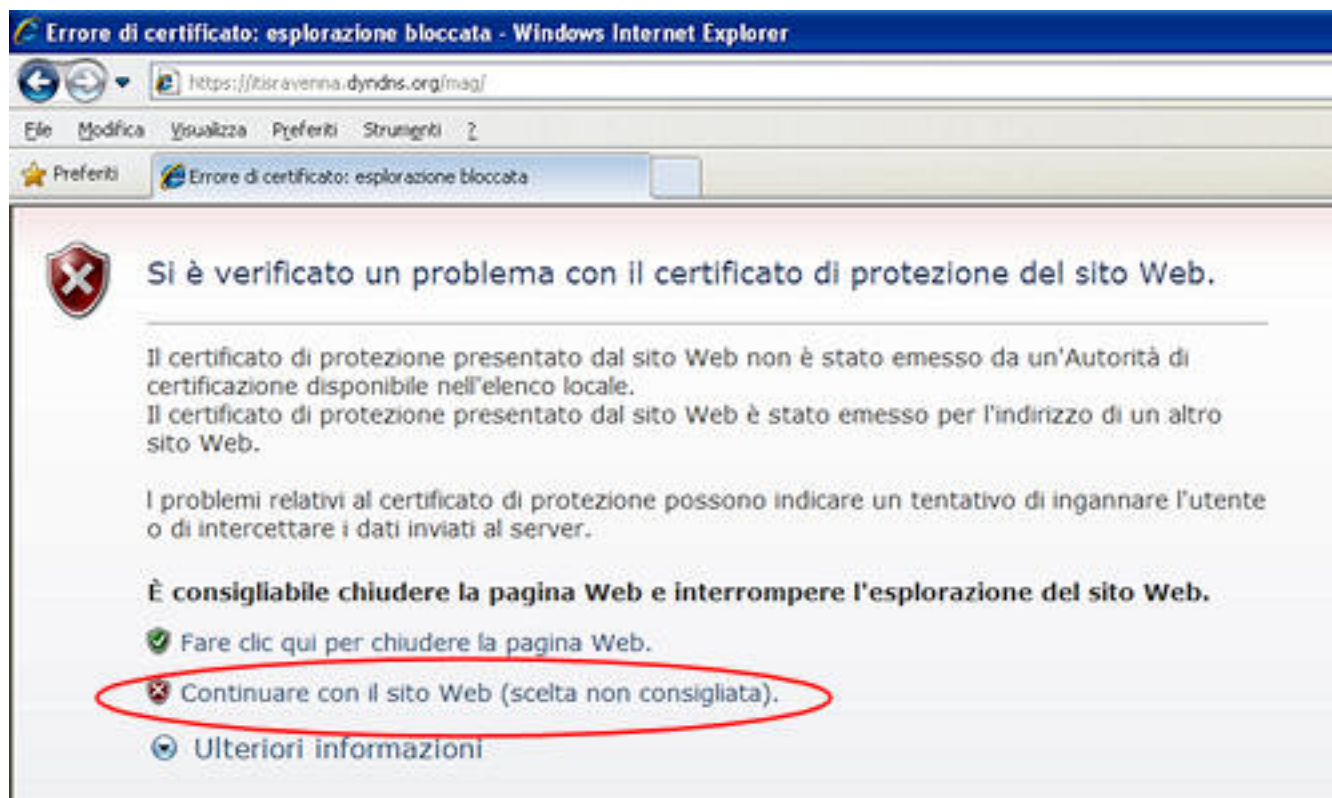 Errore di certificato: esplorazione bloccata - Windows Internet Explorer
https://itisravenna.dyndns.org/mag/
File Modifica Visualizza Preferiti Strumenti ?
Preferiti Errore di certificato: esplorazione bloccata
Si è verificato un problema con il certificato di protezione del sito Web.
Il certificato di protezione presentato dal sito Web non è stato emesso da un'Autorità di
certificazione disponibile nell'elenco locale.
Il certificato di protezione presentato dal sito Web è stato emesso per l'indirizzo di un altro
sito Web.
I problemi relativi al certificato di protezione possono indicare un tentativo di ingannare l'utente
o di intercettare i dati inviati al server.
È consigliabile chiudere la pagina Web e interrompere l'esplorazione del sito Web.
Fare clic qui per chiudere la pagina Web.
Continuare con il sito Web (scelta non consigliata).
Ulteriori informazioni